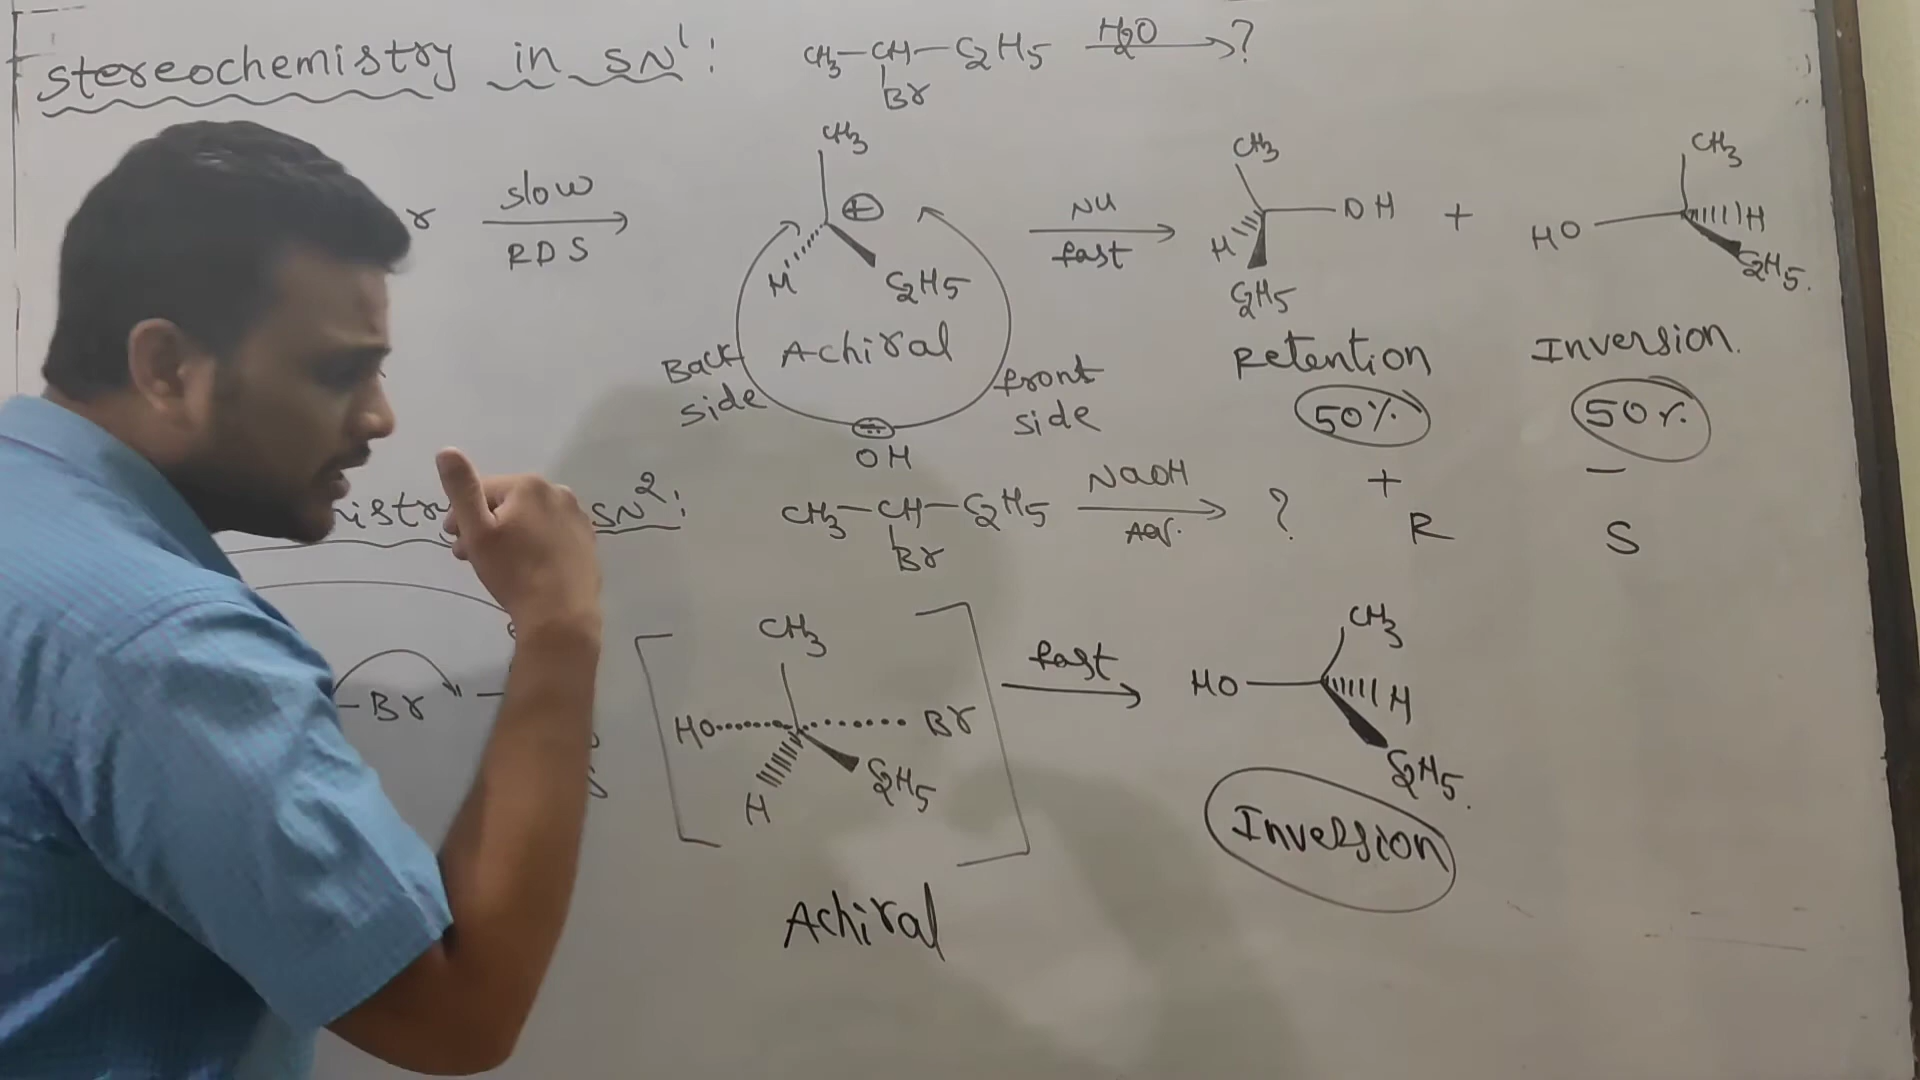 stereochemistry in SN1: CH3-CH-C2H5 H2O ?
Br
CH3 CH3 CH3
r slow ⊕ NU OH + HO H
RDS fast H
H C2H5 C2H5 C2H5.
Back side Achiral front side Retention Inversion.
50% 50%
OH + −
istry SN2: CH3-CH-C2H5 NaOH ? R S
Br
CH3 fast CH3
-Br HO Br HO H
H C2H5 C2H5.
Inversion
Achiral